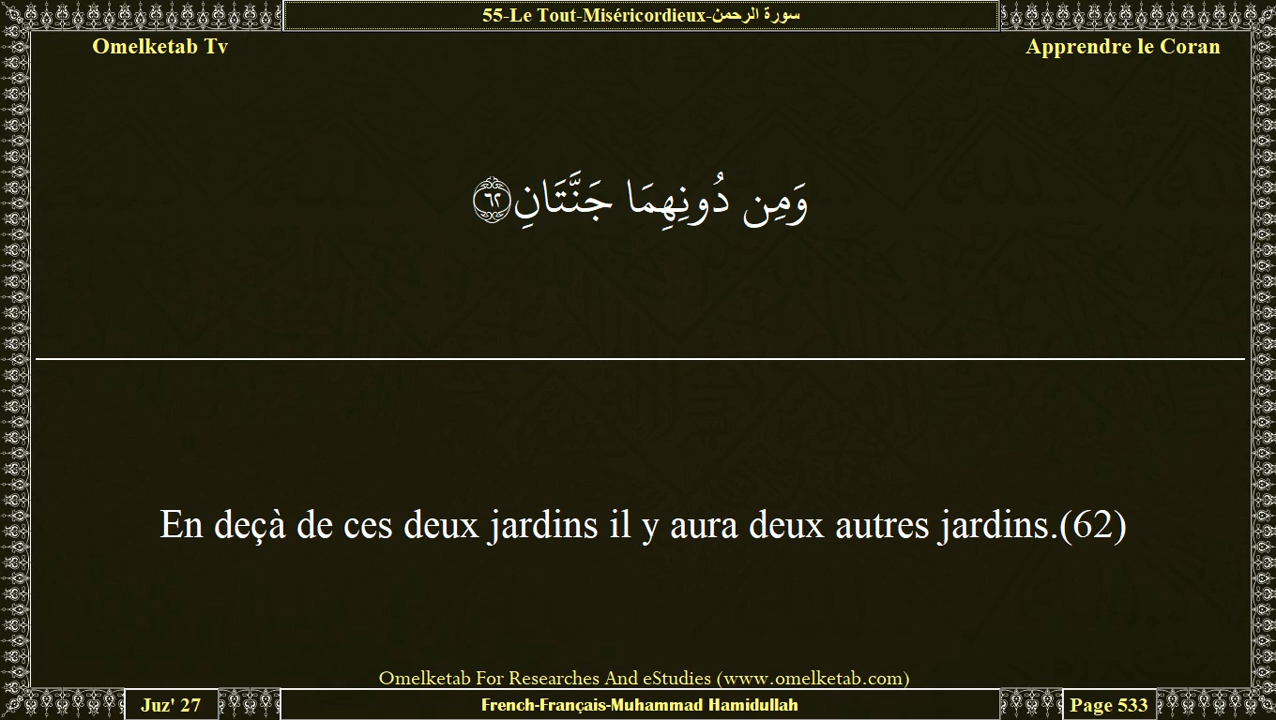 55-Le Tout-Miséricordieux-سورة الرحمن
Omelketab Tv
Apprendre le Coran
وَمِن دُونِهِمَا جَنَّتَانِ ٦٢
En deçà de ces deux jardins il y aura deux autres jardins.(62)
Omelketab For Researches And eStudies (www.omelketab.com)
Juz' 27
French-Français-Muhammad Hamidullah
Page 533